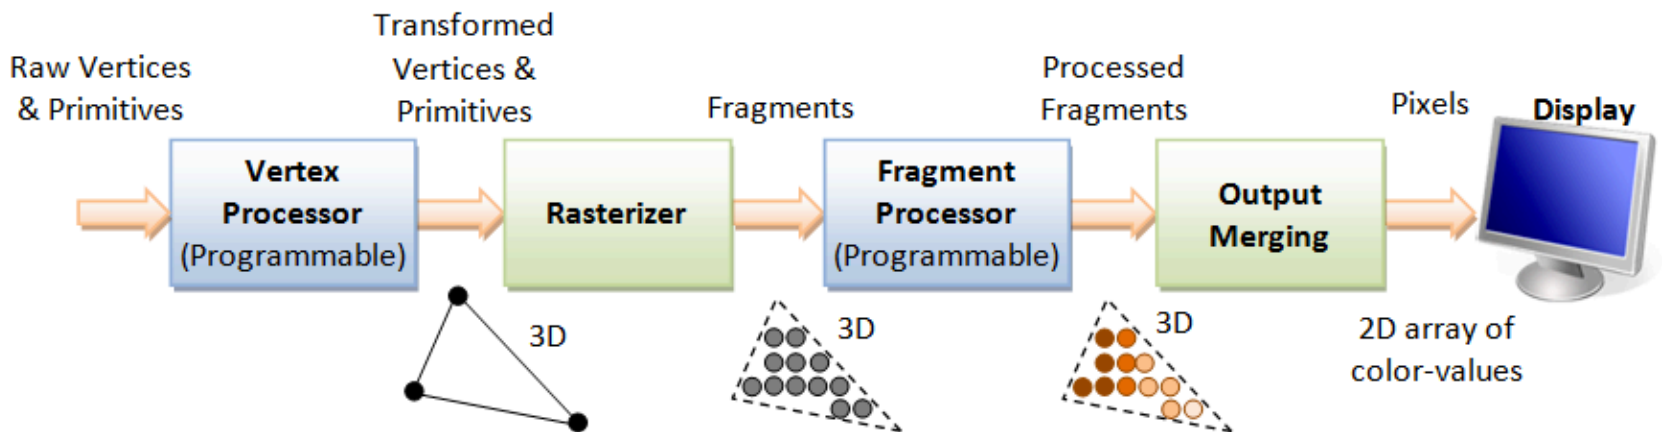 Raw Vertices
& Primitives
Transformed
Vertices &
Primitives
Fragments
Processed
Fragments
Pixels
Display
Vertex
Processor
(Programmable)
Rasterizer
Fragment
Processor
(Programmable)
Output
Merging
3D
3D
3D
2D array of
color-values